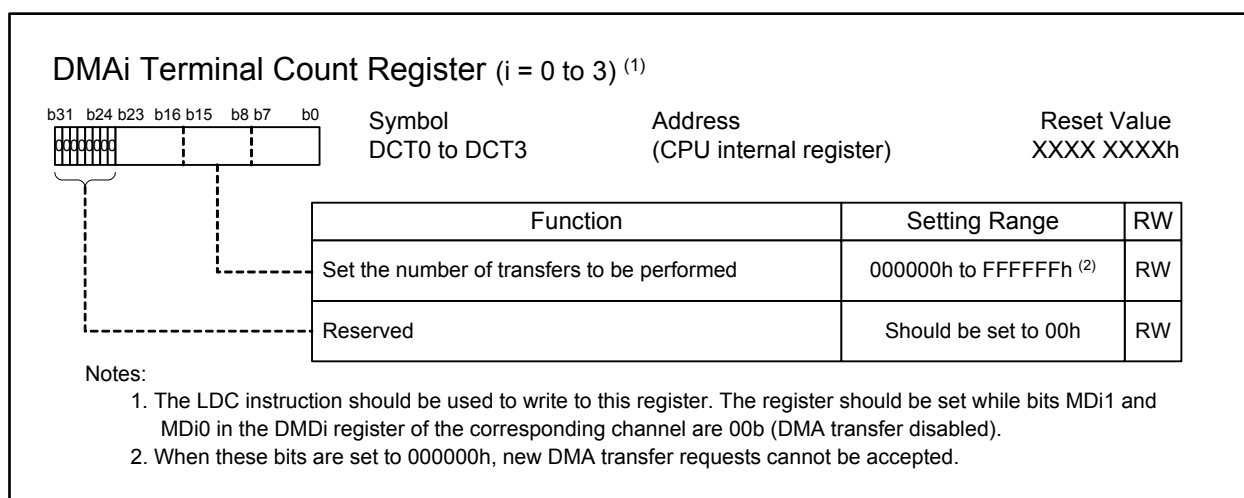 DMAi Terminal Count Register (i = 0 to 3) (1)
b31 b24 b23 b16 b15 b8 b7 b0
Symbol Address Reset Value
00000000
DCT0 to DCT3 (CPU internal register) XXXX XXXXh
Function Setting Range RW
Set the number of transfers to be performed 000000h to FFFFFFh (2) RW
Reserved Should be set to 00h RW
Notes:
1. The LDC instruction should be used to write to this register. The register should be set while bits MDi1 and
MDi0 in the DMDi register of the corresponding channel are 00b (DMA transfer disabled).
2. When these bits are set to 000000h, new DMA transfer requests cannot be accepted.